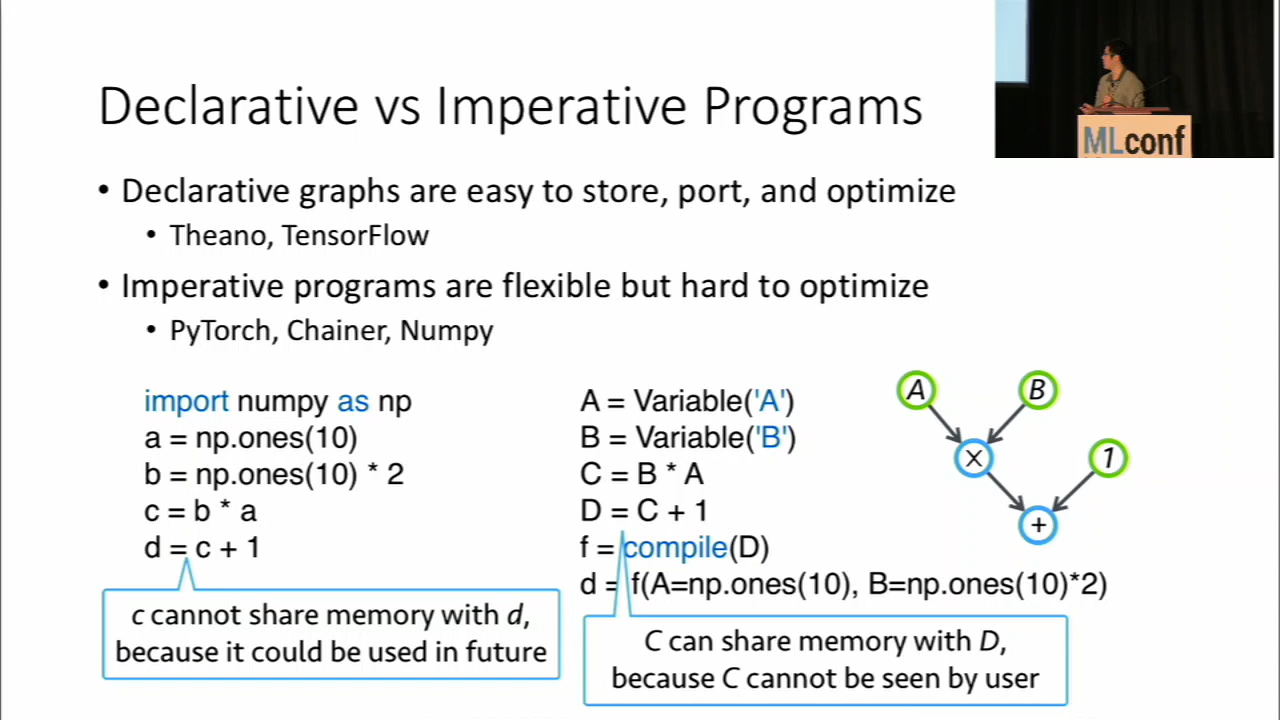 Declarative vs Imperative Programs
MLconf
• Declarative graphs are easy to store, port, and optimize
• Theano, TensorFlow
• Imperative programs are flexible but hard to optimize
• PyTorch, Chainer, Numpy
import numpy as np
a = np.ones(10)
b = np.ones(10) * 2
c = b * a
d = c + 1
c cannot share memory with d,
because it could be used in future
A = Variable('A')
B = Variable('B')
C = B * A
D = C + 1
f = compile(D)
d = f(A=np.ones(10), B=np.ones(10)*2)
C can share memory with D,
because C cannot be seen by user
A B
X 1
+